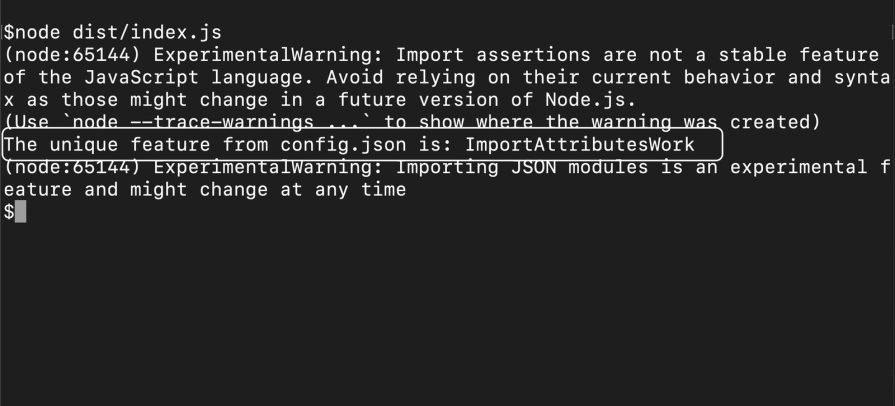 $node dist/index.js
(node:65144) ExperimentalWarning: Import assertions are not a stable feature
of the JavaScript language. Avoid relying on their current behavior and synta
x as those might change in a future version of Node.js.
(Use `node --trace-warnings ...` to show where the warning was created)
The unique feature from config.json is: ImportAttributesWork
(node:65144) ExperimentalWarning: Importing JSON modules is an experimental f
eature and might change at any time
$